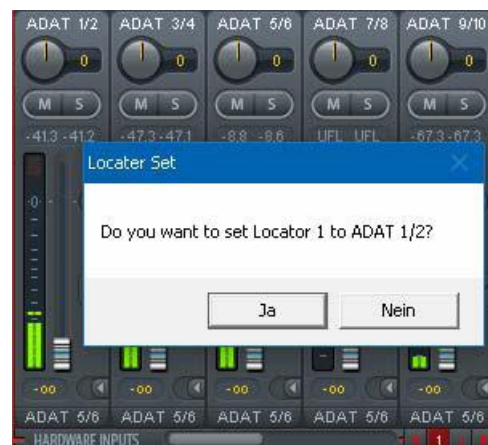 ADAT 1/2 ADAT 3/4 ADAT 5/6 ADAT 7/8 ADAT 9/10
0 0 0 0 0
M S M S M S M S M S
-41.3 -41.2 -47.3 -47.1 -8.8 -8.6 UFL UFL -67.3 -67.3
Locater Set
0
Do you want to set Locator 1 to ADAT 1/2?
Ja Nein
-oo -oo -oo -oo -oo
ADAT 5/6 ADAT 5/6 ADAT 5/6 ADAT 5/6 ADAT 5/6
HARDWARE INPUTS 1